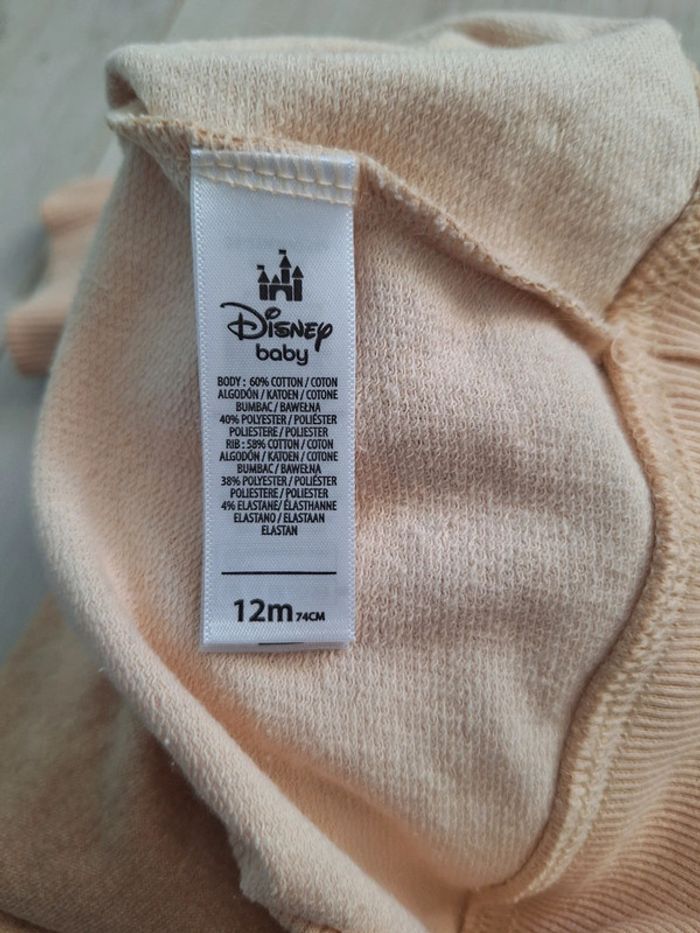 Disney
baby
BODY : 60% COTTON / COTON
ALGODÓN / KATOEN / COTONE
BUMBAC / BAWEŁNA
40% POLYESTER / POLIÉSTER
POLIESTERE / POLIESTER
RIB : 58% COTTON / COTON
ALGODÓN / KATOEN / COTONE
BUMBAC / BAWEŁNA
38% POLYESTER / POLIÉSTER
POLIESTERE / POLIESTER
4% ELASTANE/ ÉLASTHANNE
ELASTANO / ELASTAAN
ELASTAN
12m 74CM